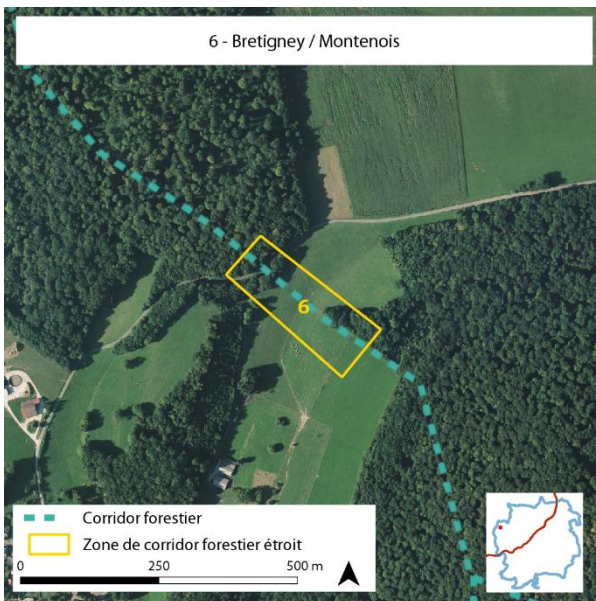 6 - Bretigney / Montenois
6
Corridor forestier
Zone de corridor forestier étroit
0 250 500 m